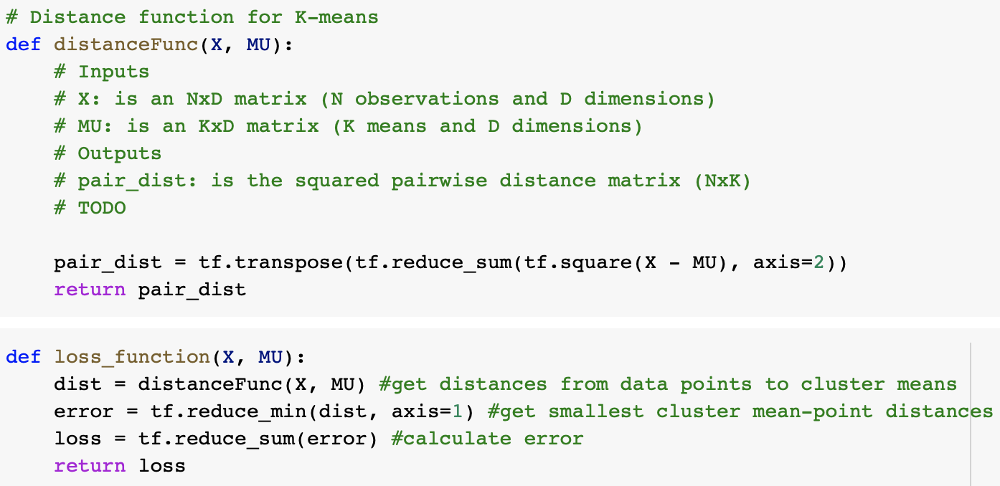 # Distance function for K-means
def distanceFunc(X, MU):
    # Inputs
    # X: is an NxD matrix (N observations and D dimensions)
    # MU: is an KxD matrix (K means and D dimensions)
    # Outputs
    # pair_dist: is the squared pairwise distance matrix (NxK)
    # TODO
    pair_dist = tf.transpose(tf.reduce_sum(tf.square(X - MU), axis=2))
    return pair_dist
def loss_function(X, MU):
    dist = distanceFunc(X, MU) #get distances from data points to cluster means
    error = tf.reduce_min(dist, axis=1) #get smallest cluster mean-point distances
    loss = tf.reduce_sum(error) #calculate error
    return loss